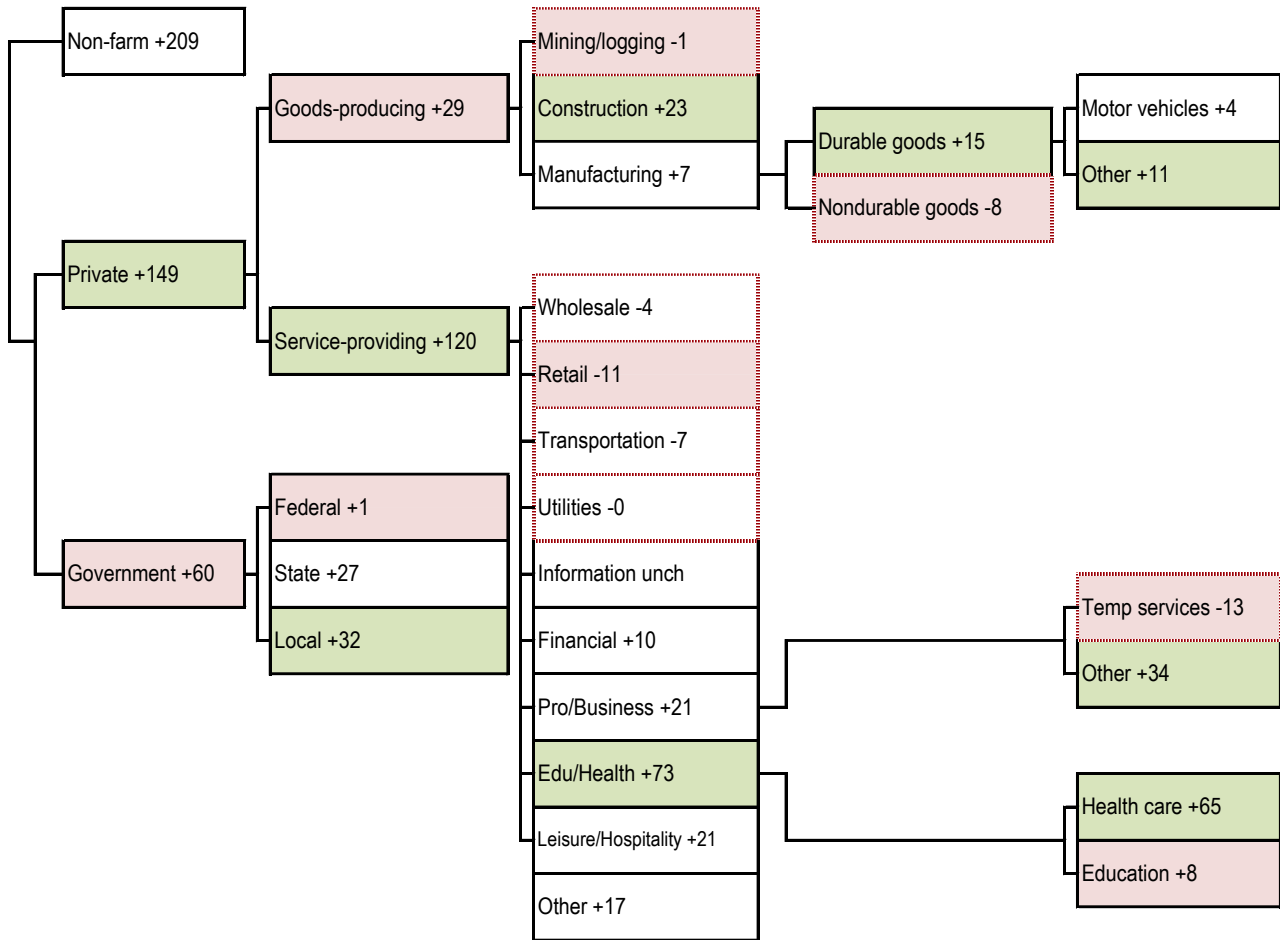 Non-farm +209
Private +149
Government +60
Goods-producing +29
Service-providing +120
Federal +1
State +27
Local +32
Mining/logging -1
Construction +23
Manufacturing +7
Wholesale -4
Retail -11
Transportation -7
Utilities -0
Information unch
Financial +10
Pro/Business +21
Edu/Health +73
Leisure/Hospitality +21
Other +17
Durable goods +15
Nondurable goods -8
Motor vehicles +4
Other +11
Temp services -13
Other +34
Health care +65
Education +8